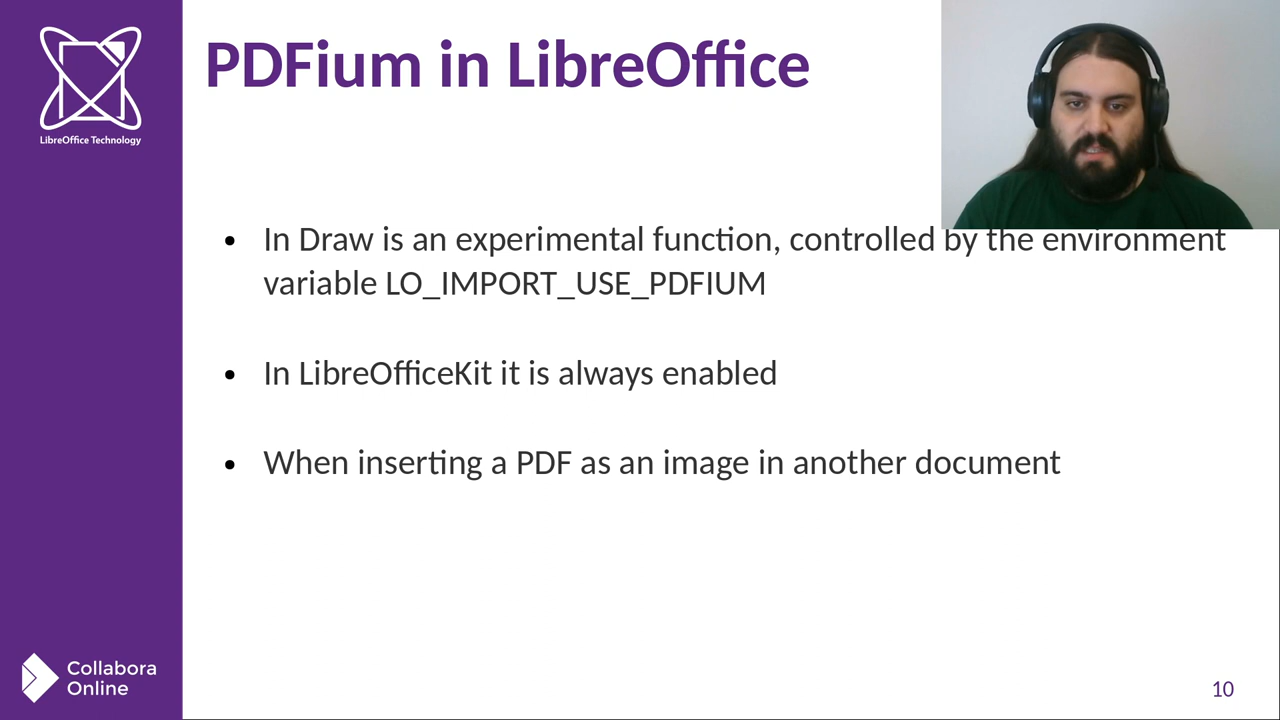 LibreOffice Technology
PDFium in LibreOffice
• In Draw is an experimental function, controlled by the environment
variable LO_IMPORT_USE_PDFIUM
• In LibreOfficeKit it is always enabled
• When inserting a PDF as an image in another document
Collabora
Online
10